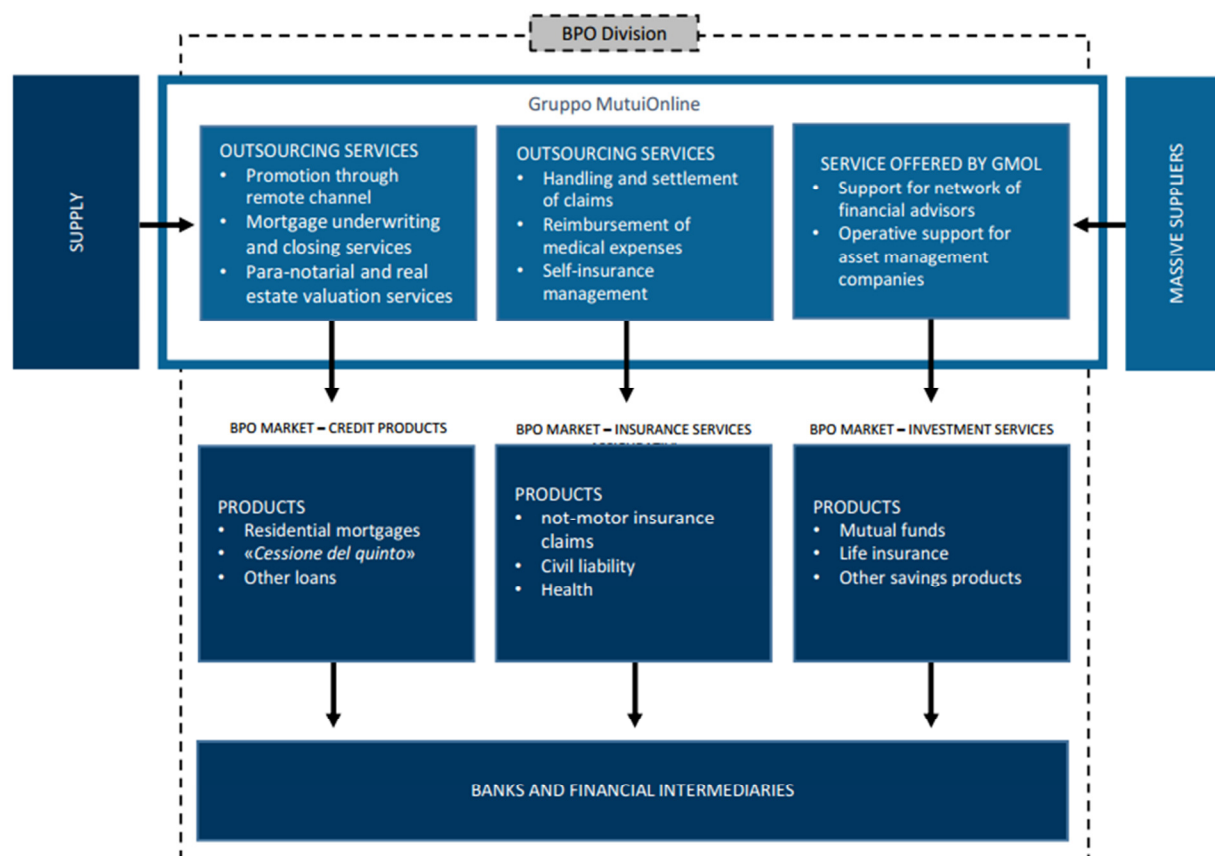 BPO Division
Gruppo MutuiOnline
SUPPLY
OUTSOURCING SERVICES
• Promotion through
remote channel
• Mortgage underwriting
and closing services
• Para-notarial and real
estate valuation services
OUTSOURCING SERVICES
• Handling and settlement
of claims
• Reimbursement of
medical expenses
• Self-insurance
management
SERVICE OFFERED BY GMOL
• Support for network of
financial advisors
• Operative support for
asset management
companies
MASSIVE SUPPLIERS
BPO MARKET – CREDIT PRODUCTS
BPO MARKET – INSURANCE SERVICES
BPO MARKET – INVESTMENT SERVICES
PRODUCTS
• Residential mortgages
• «Cessione del quinto»
• Other loans
PRODUCTS
• not-motor insurance
claims
• Civil liability
• Health
PRODUCTS
• Mutual funds
• Life insurance
• Other savings products
BANKS AND FINANCIAL INTERMEDIARIES